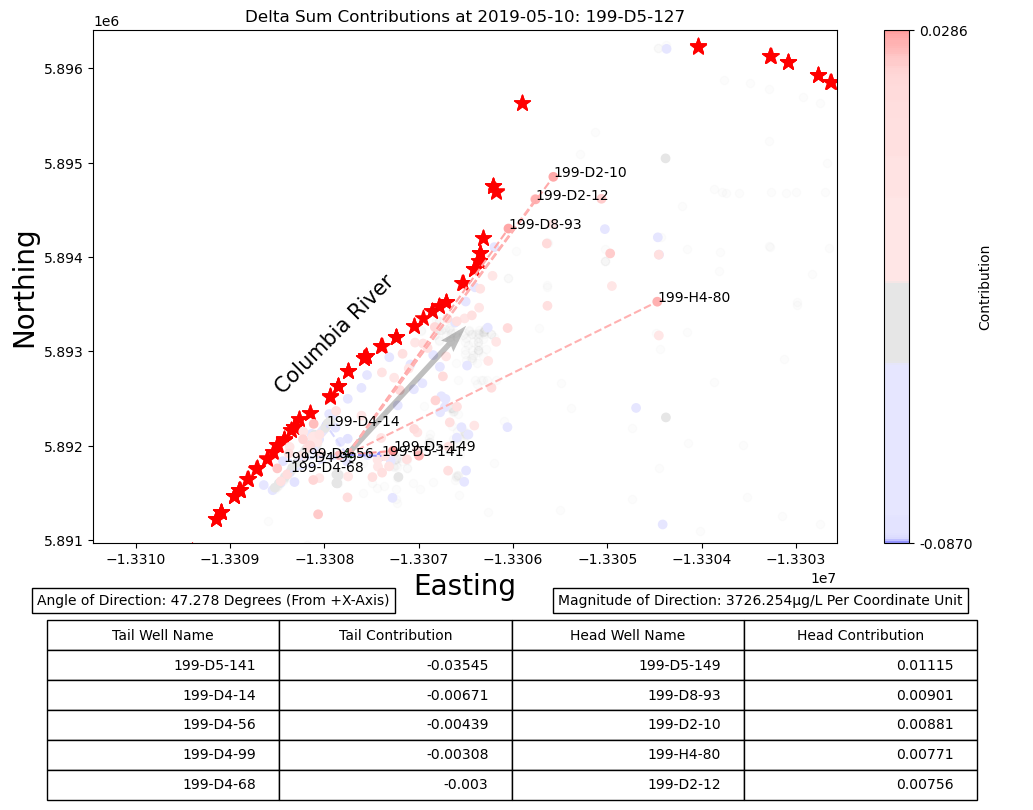 Delta Sum Contributions at 2019-05-10: 199-D5-127
1e6
0.0286
5.896
5.895
5.894
5.893
5.892
5.891
Northing
199-D2-10
199-D2-12
199-D8-93
199-H4-80
Columbia River
199-D4-14
199-D5-149
199-D5-141
199-D4-56
199-D4-99
199-D4-68
Contribution
-0.0870
−1.3310
−1.3309
−1.3308
−1.3307
−1.3306
−1.3305
−1.3304
−1.3303
1e7
Easting
Angle of Direction: 47.278 Degrees (From +X-Axis)
Magnitude of Direction: 3726.254μg/L Per Coordinate Unit
Tail Well Name Tail Contribution Head Well Name Head Contribution
199-D5-141 -0.03545 199-D5-149 0.01115
199-D4-14 -0.00671 199-D8-93 0.00901
199-D4-56 -0.00439 199-D2-10 0.00881
199-D4-99 -0.00308 199-H4-80 0.00771
199-D4-68 -0.003 199-D2-12 0.00756